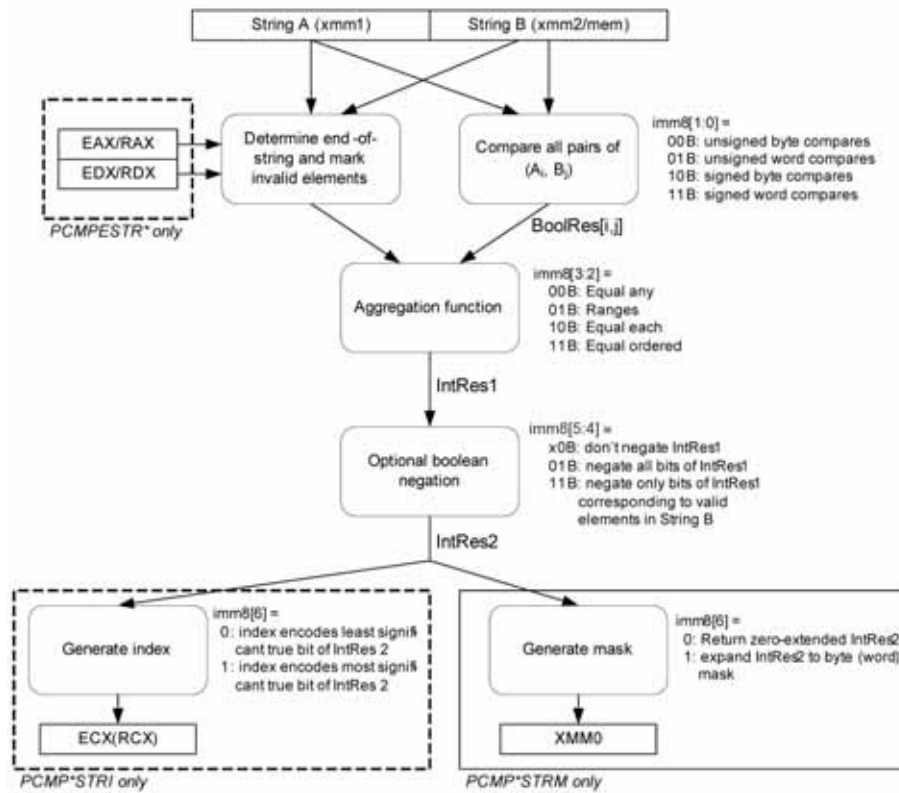 String A (xmm1)
String B (xmm2/mem)
EAX/RAX
EDX/RDX
PCMPESTR* only
Determine end-of-
string and mark
invalid elements
Compare all pairs of
(Ai, Bj)
imm8[1:0] =
00B: unsigned byte compares
01B: unsigned word compares
10B: signed byte compares
11B: signed word compares
BoolRes[i,j]
Aggregation function
imm8[3:2] =
00B: Equal any
01B: Ranges
10B: Equal each
11B: Equal ordered
IntRes1
Optional boolean
negation
imm8[5:4] =
x0B: don't negate IntRes1
01B: negate all bits of IntRes1
11B: negate only bits of IntRes1
corresponding to valid
elements in String B
IntRes2
Generate index
imm8[6] =
0: index encodes least signifi
cant true bit of IntRes 2
1: index encodes most signifi
cant true bit of IntRes 2
ECX(RCX)
PCMP*STRI only
Generate mask
imm8[6] =
0: Return zero-extended IntRes2
1: expand IntRes2 to byte (word)
mask
XMM0
PCMP*STRM only